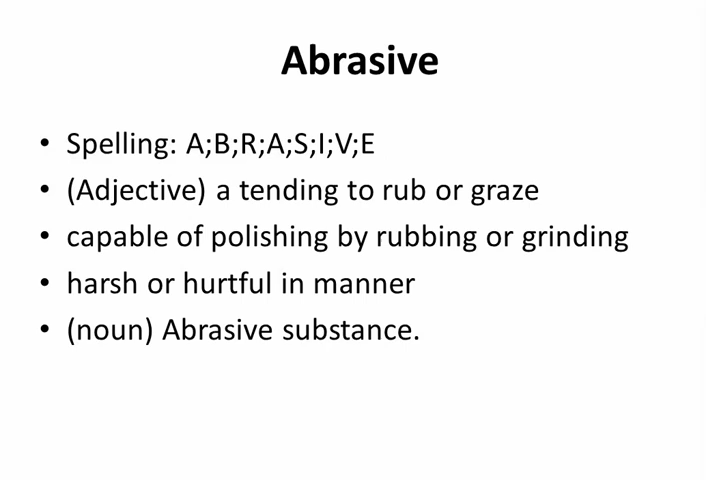 Abrasive
• Spelling: A;B;R;A;S;I;V;E
• (Adjective) a tending to rub or graze
• capable of polishing by rubbing or grinding
• harsh or hurtful in manner
• (noun) Abrasive substance.